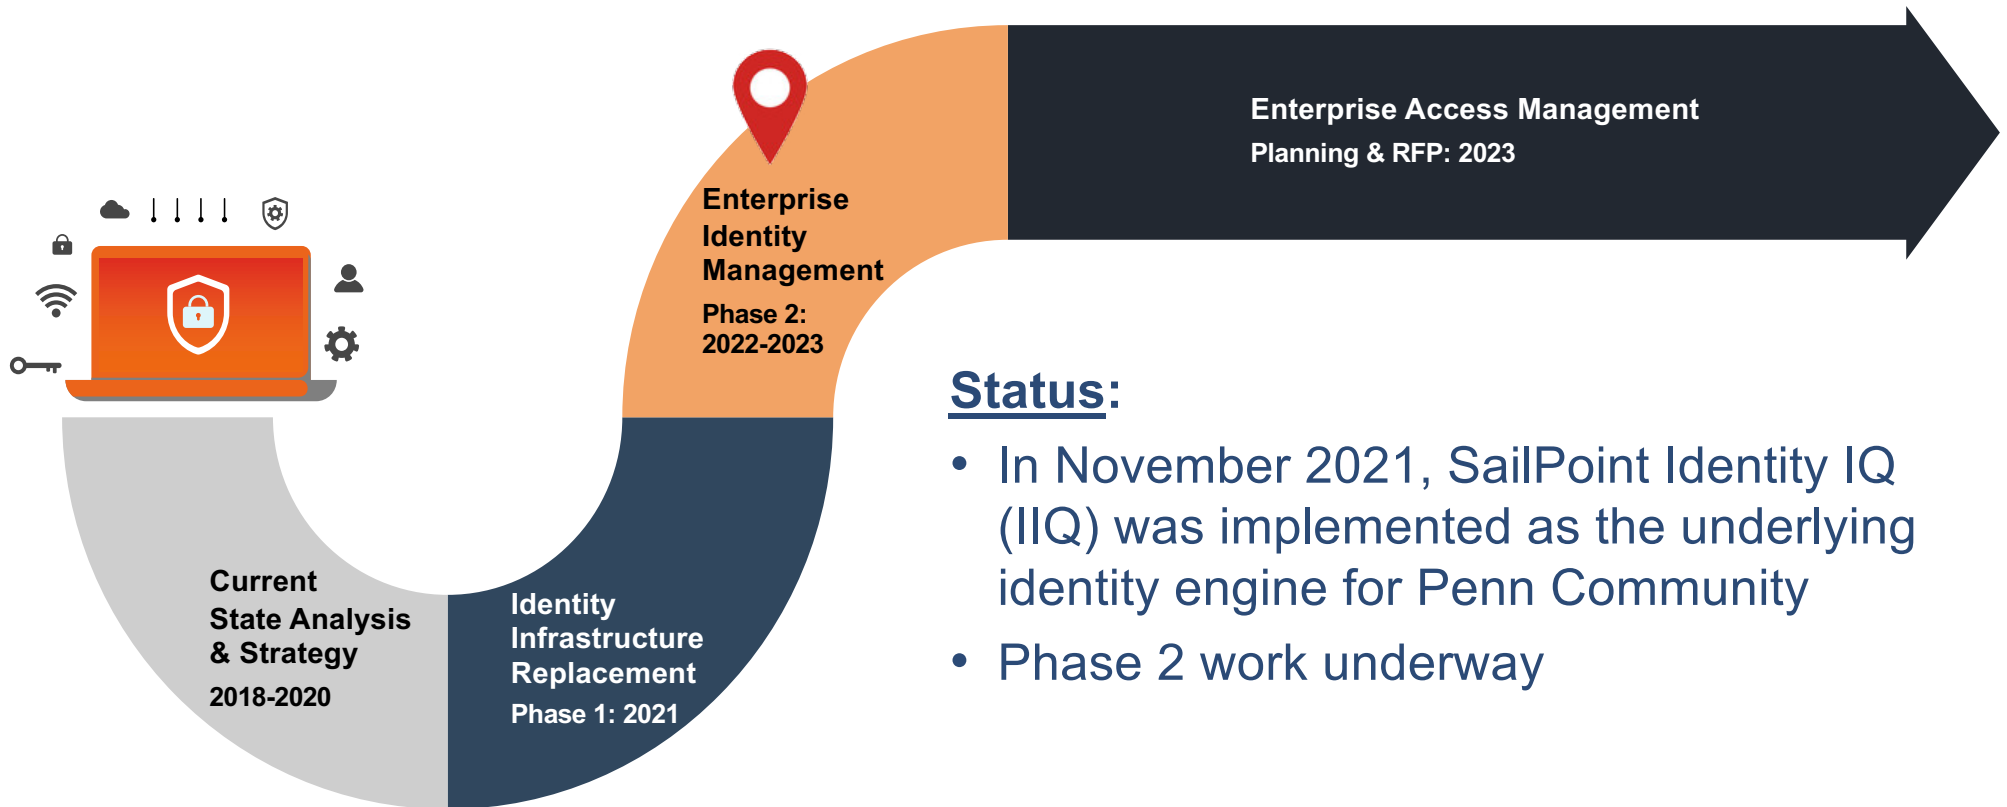 Current
State Analysis
& Strategy
2018-2020
Identity
Infrastructure
Replacement
Phase 1: 2021
Enterprise
Identity
Management
Phase 2:
2022-2023
Enterprise Access Management
Planning & RFP: 2023
Status:
• In November 2021, SailPoint Identity IQ
(IIQ) was implemented as the underlying
identity engine for Penn Community
• Phase 2 work underway